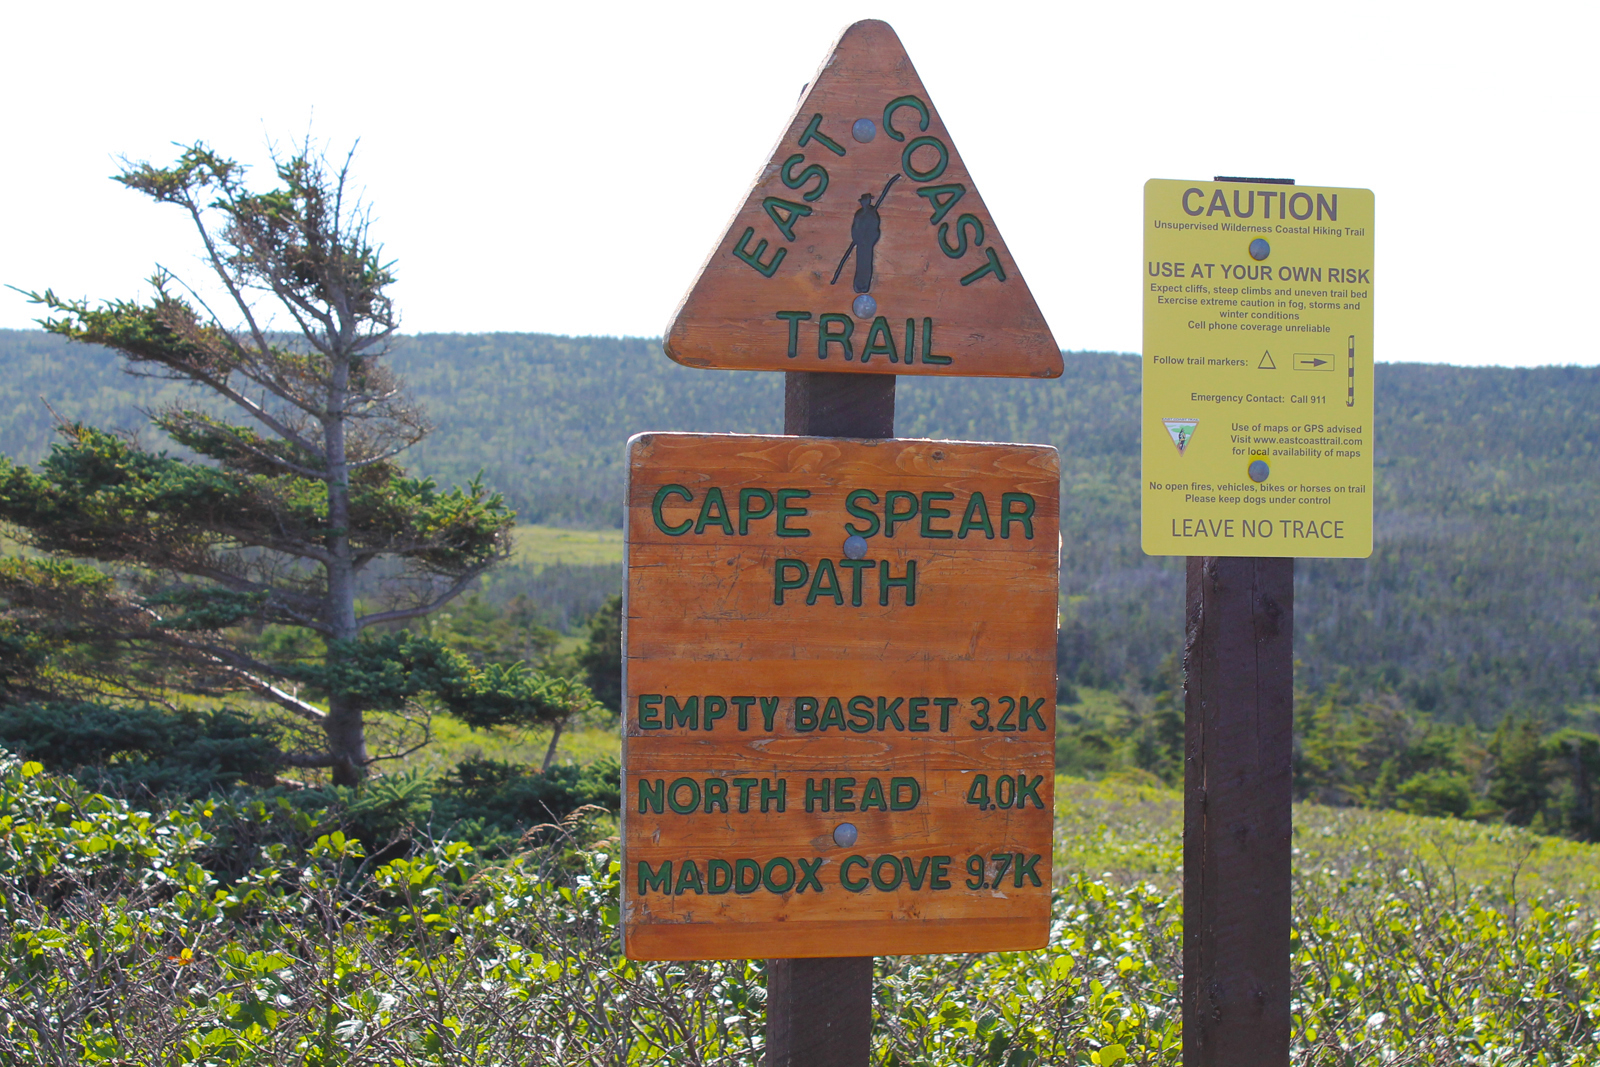 EAST COAST
TRAIL
CAPE SPEAR
PATH
EMPTY BASKET 3.2K
NORTH HEAD 4.0K
MADDOX COVE 9.7K
CAUTION
Unsupervised Wilderness Coastal Hiking Trail
USE AT YOUR OWN RISK
Expect cliffs, steep climbs and uneven trail bed
Exercise extreme caution in fog, storms and
winter conditions
Cell phone coverage unreliable
Follow trail markers:
Emergency Contact: Call 911
Use of maps or GPS advised
Visit www.eastcoasttrail.com
for local availability of maps
No open fires, vehicles, bikes or horses on trail
Please keep dogs under control
LEAVE NO TRACE